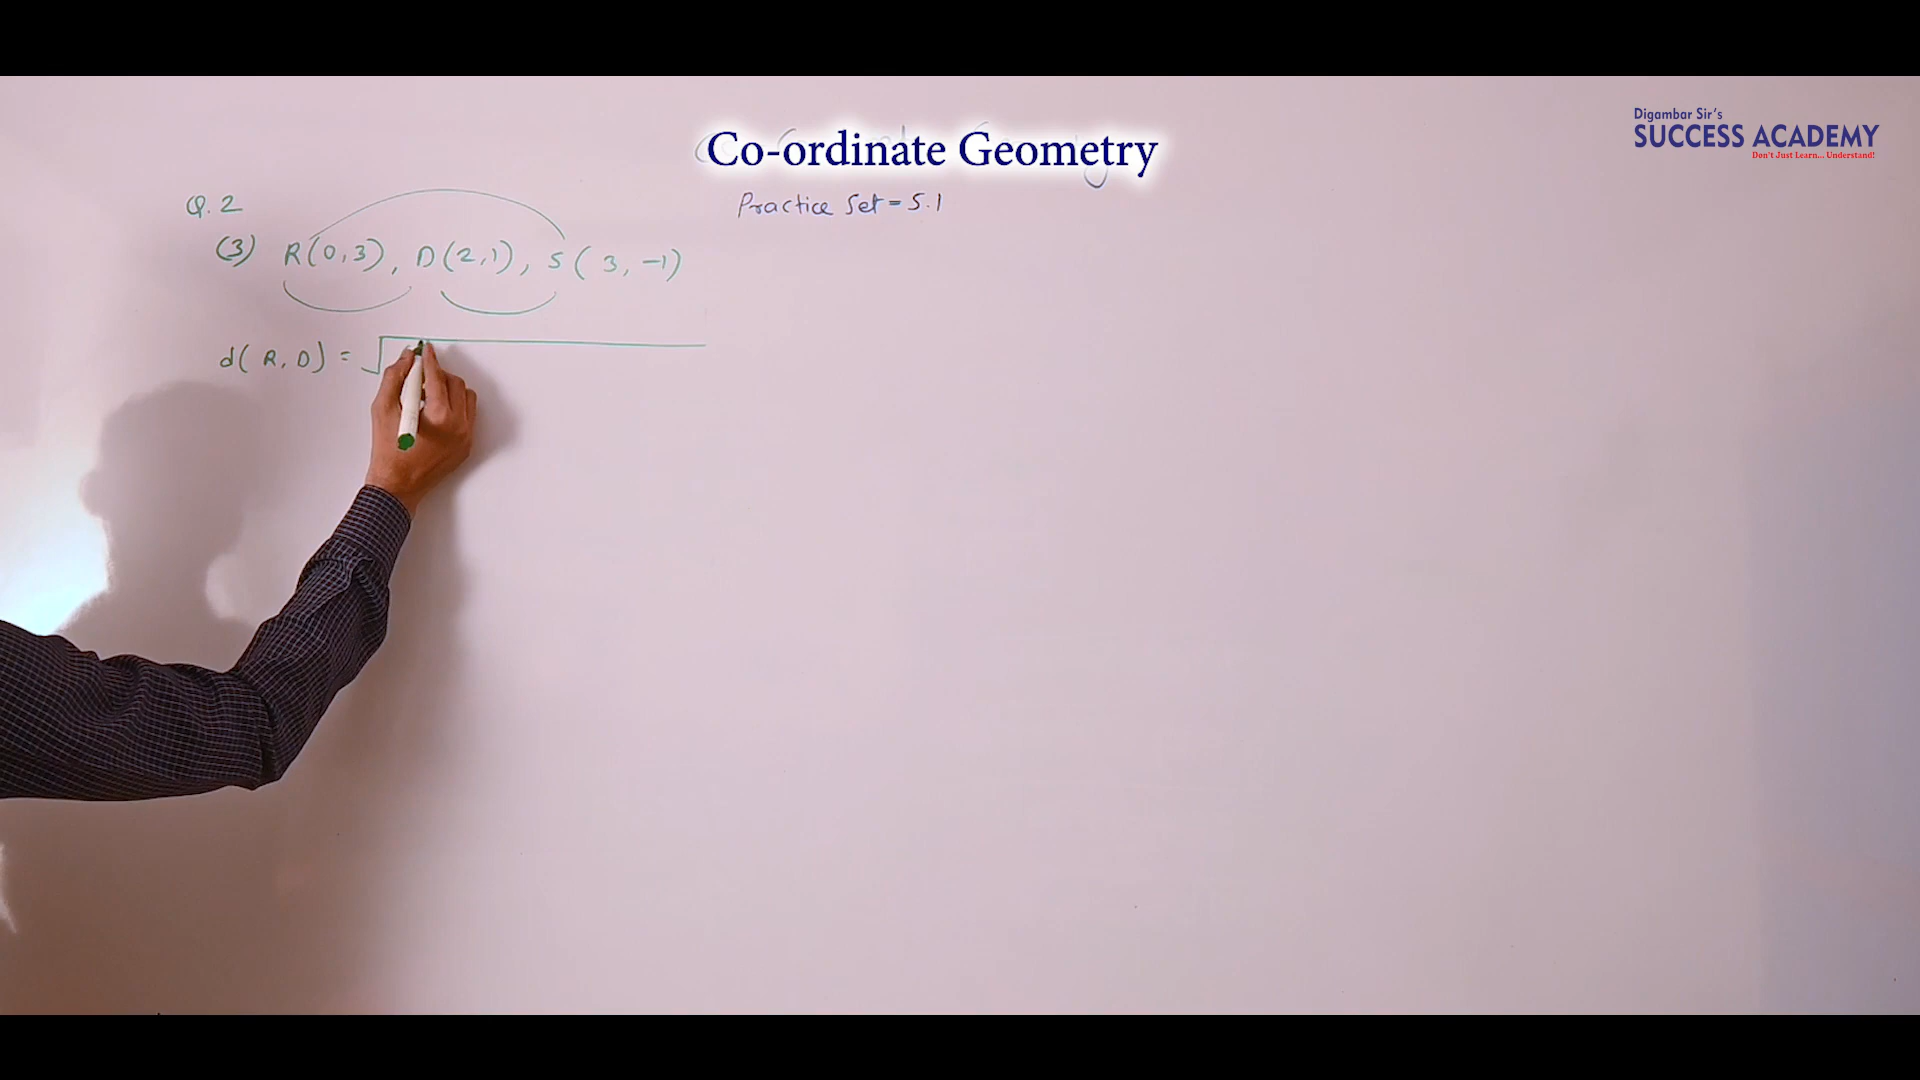 Digambar Sir's
SUCCESS ACADEMY
Don't Just Learn... Understand!
Co-ordinate Geometry
Practice Set = 5.1
Q. 2
(3) R(0,3), D(2,1), S(3,-1)
d(R,D) = √